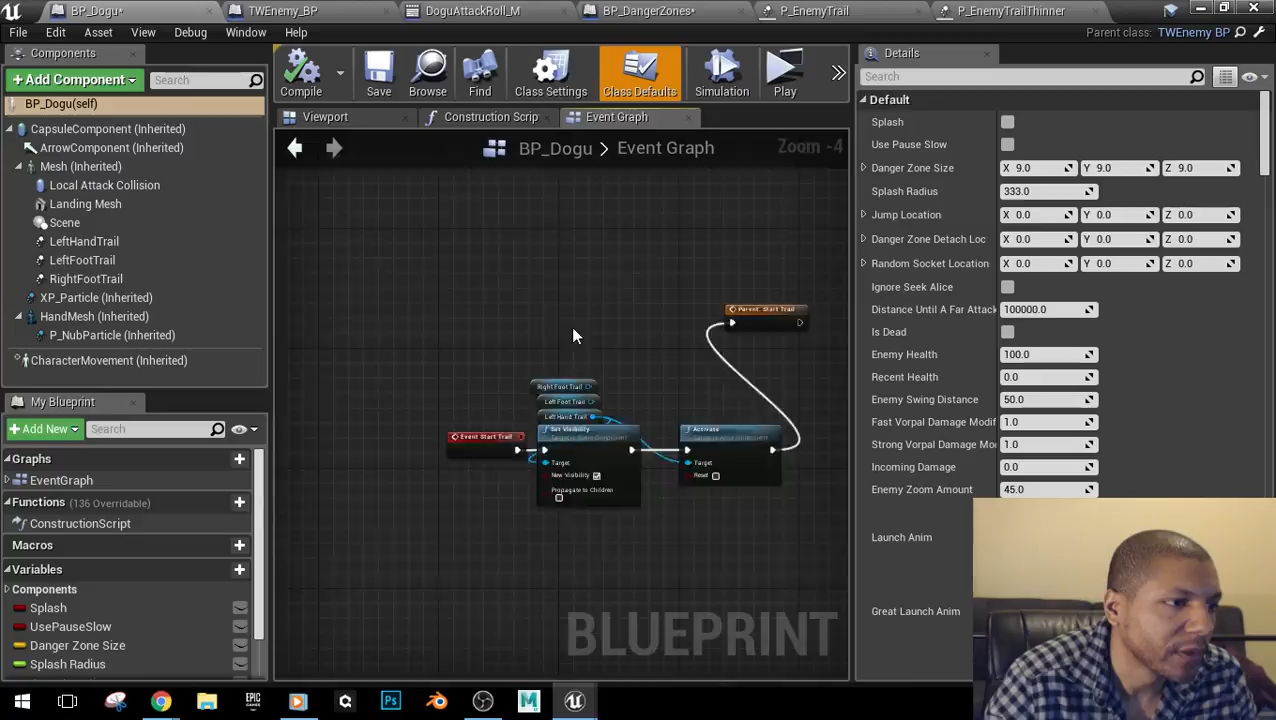 BP_Dogu*
TWEnemy_BP
DoguAttackRoll_M
BP_DangerZones*
P_EnemyTrail
P_EnemyTrailThinner
File Edit Asset View Debug Window Help
Parent class: TWEnemy BP
Components
+Add Component
Search
BP_Dogu(self)
CapsuleComponent (Inherited)
ArrowComponent (Inherited)
Mesh (Inherited)
Local Attack Collision
Landing Mesh
Scene
LeftHandTrail
LeftFootTrail
RightFootTrail
XP_Particle (Inherited)
HandMesh (Inherited)
P_NubParticle (Inherited)
CharacterMovement (Inherited)
My Blueprint
+Add New
Search
Graphs
EventGraph
Functions (136 Overridable)
ConstructionScript
Macros
Variables
Components
Splash
UsePauseSlow
Danger Zone Size
Splash Radius
Compile
Save
Browse
Find
Class Settings
Class Defaults
Simulation
Play
Viewport
Construction Scrip
Event Graph
BP_Dogu > Event Graph
Zoom -4
Parent: Start Trail
Right Foot Trail
Left Foot Trail
Left Hand Trail
Event Start Trail
Set Visibility
Target
New Visibility
Propagate to Children
Activate
Target
Reset
BLUEPRINT
Details
Search
Default
Splash
Use Pause Slow
Danger Zone Size X 9.0 Y 9.0 Z 9.0
Splash Radius 333.0
Jump Location X 0.0 Y 0.0 Z 0.0
Danger Zone Detach Loc X 0.0 Y 0.0 Z 0.0
Random Socket Location X 0.0 Y 0.0 Z 0.0
Ignore Seek Alice
Distance Until A Far Attack 100000.0
Is Dead
Enemy Health 100.0
Recent Health 0.0
Enemy Swing Distance 50.0
Fast Vorpal Damage Modi 1.0
Strong Vorpal Damage Mo 1.0
Incoming Damage 0.0
Enemy Zoom Amount 45.0
Launch Anim
Great Launch Anim
EPIC GAMES
Ps
M